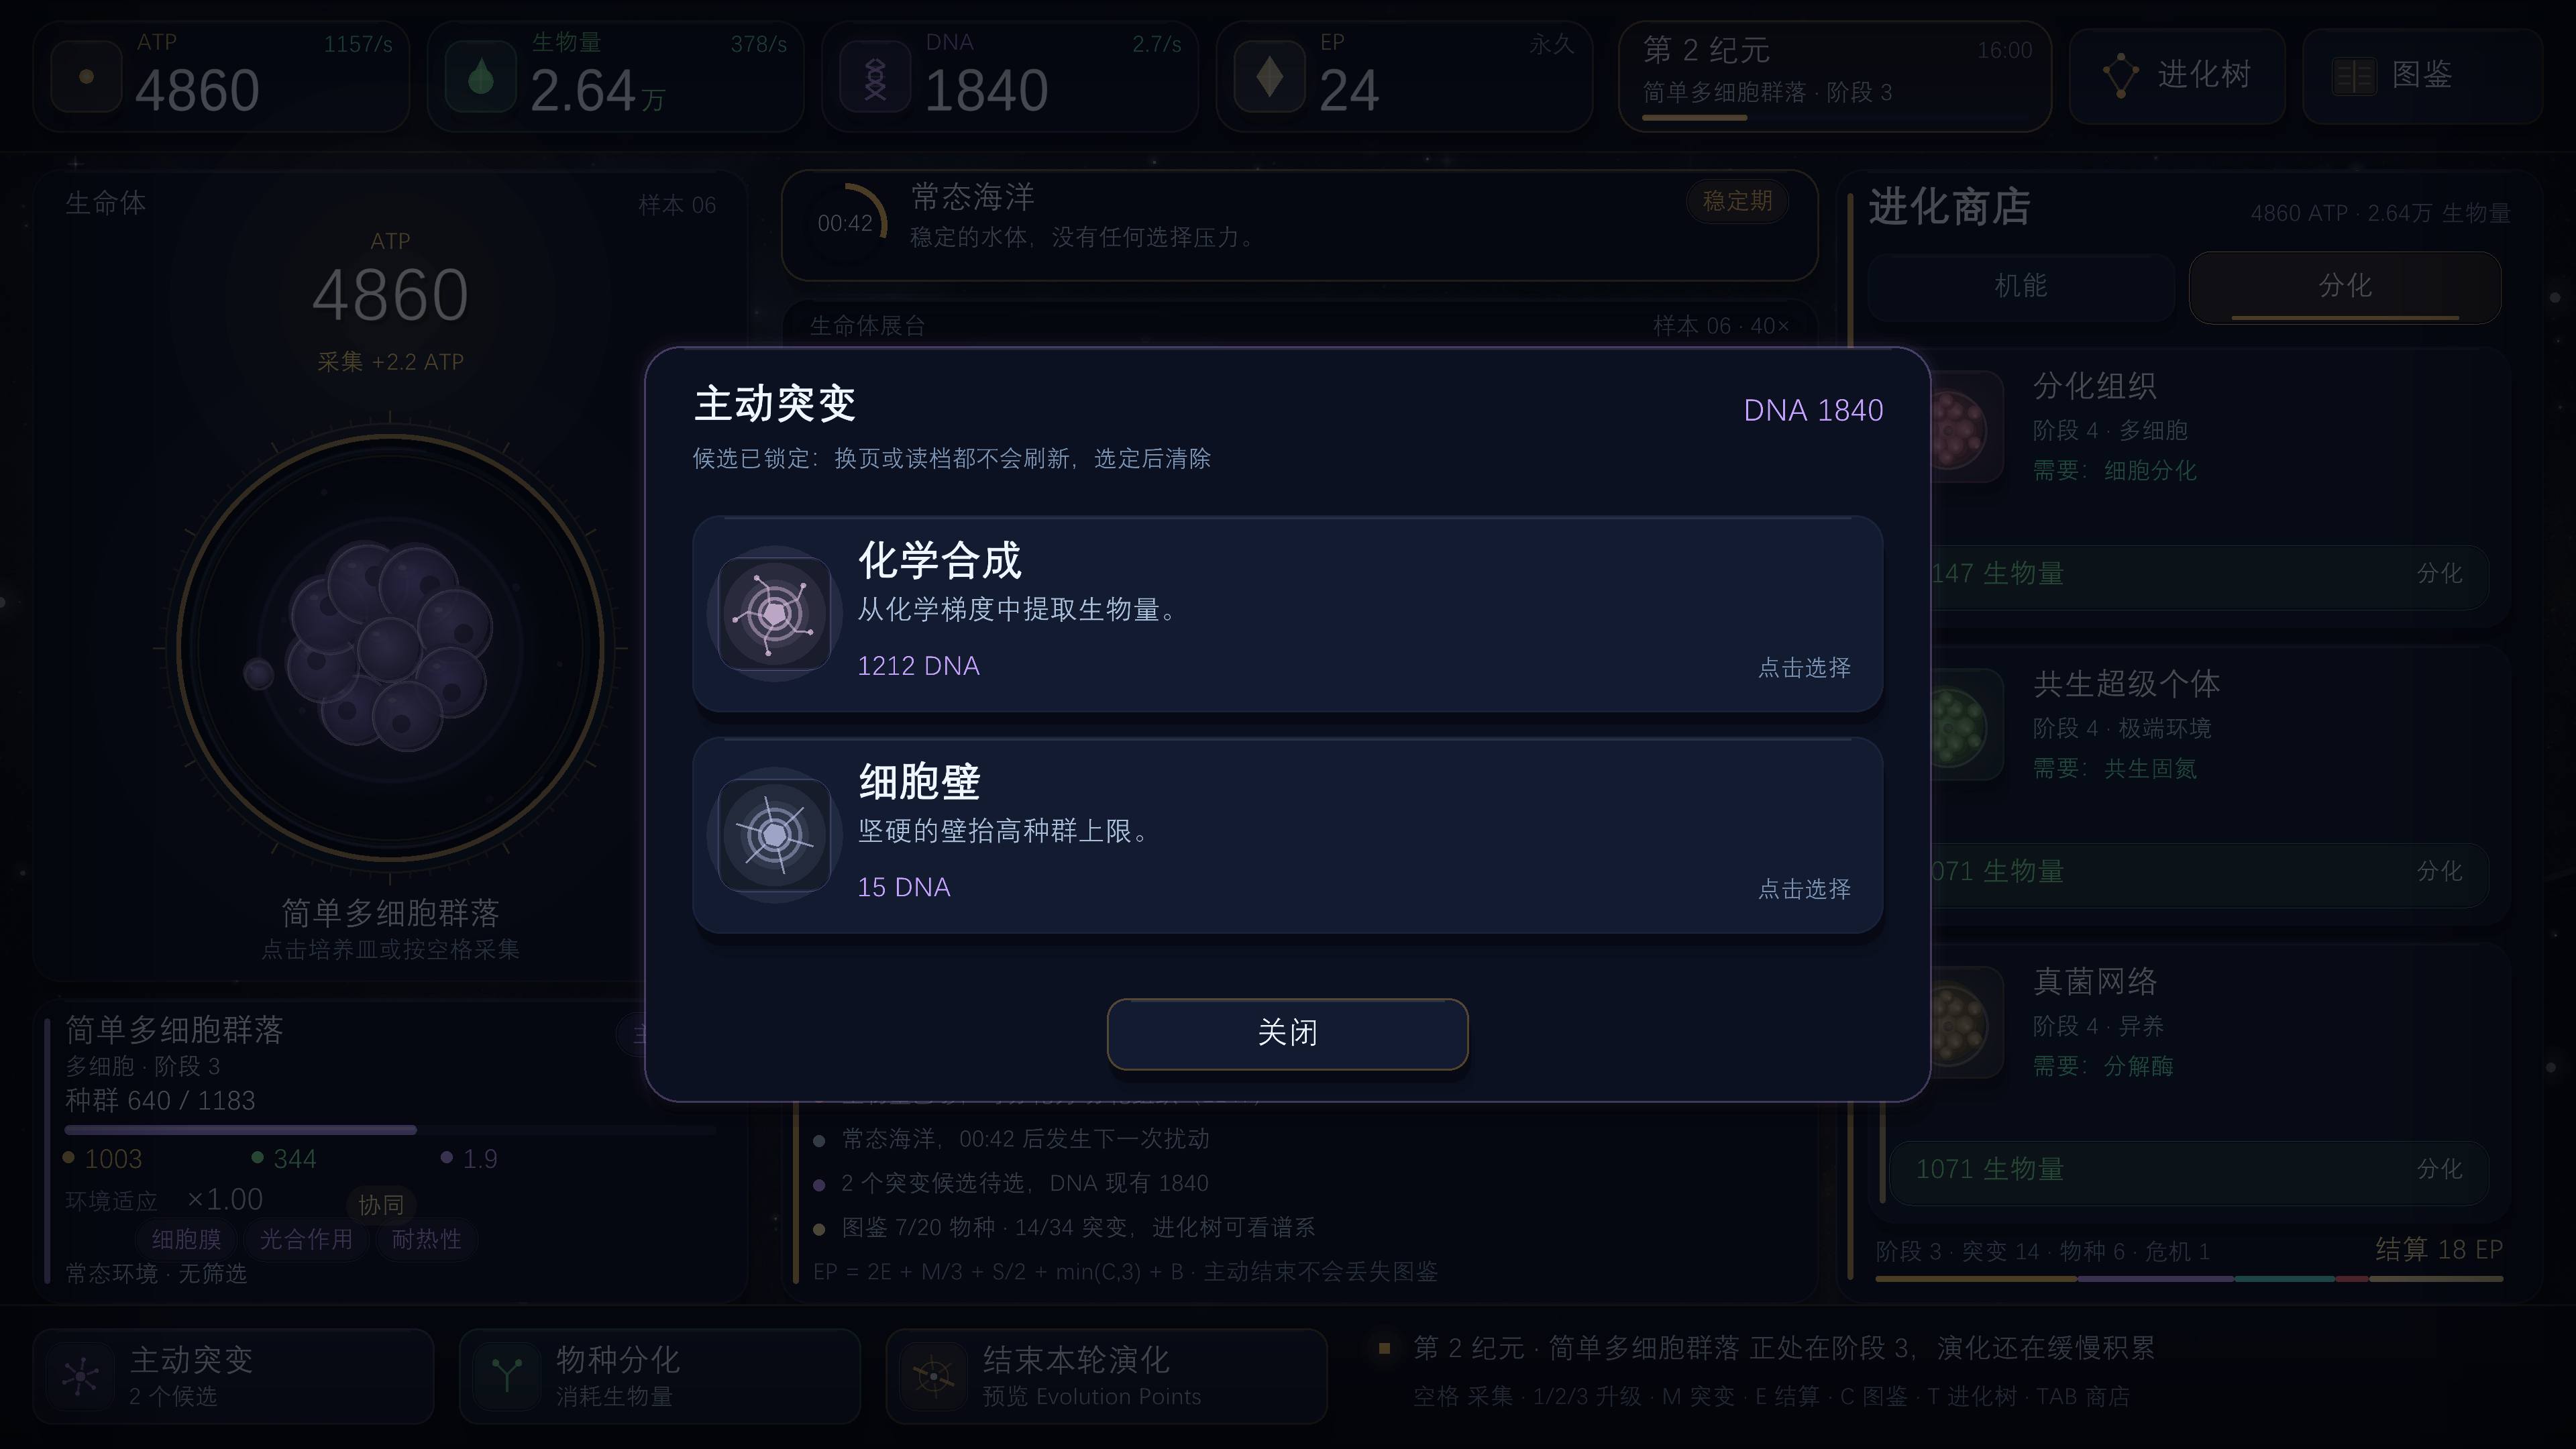 ATP 1157/s
4860
生物量 378/s
2.64万
DNA 2.7/s
1840
EP 永久
24
第 2 纪元 16:00
简单多细胞群落 · 阶段 3
进化树
图鉴
生命体 样本 06
ATP
4860
采集 +2.2 ATP
简单多细胞群落
点击培养皿或按空格采集
00:42
常态海洋 稳定期
稳定的水体，没有任何选择压力。
生命体展台 样本 06 · 40×
进化商店 4860 ATP · 2.64万 生物量
机能 分化
分化组织
阶段 4 · 多细胞
需要：细胞分化
147 生物量 分化
共生超级个体
阶段 4 · 极端环境
需要：共生固氮
071 生物量 分化
真菌网络
阶段 4 · 异养
需要：分解酶
1071 生物量 分化
阶段 3 · 突变 14 · 物种 6 · 危机 1 结算 18 EP
主动突变 DNA 1840
候选已锁定：换页或读档都不会刷新，选定后清除
化学合成
从化学梯度中提取生物量。
1212 DNA 点击选择
细胞壁
坚硬的壁抬高种群上限。
15 DNA 点击选择
关闭
简单多细胞群落
多细胞 · 阶段 3
种群 640 / 1183
1003 344 1.9
环境适应 ×1.00 协同
细胞膜 光合作用 耐热性
常态环境 · 无筛选
常态海洋，00:42 后发生下一次扰动
2 个突变候选待选，DNA 现有 1840
图鉴 7/20 物种 · 14/34 突变，进化树可看谱系
EP = 2E + M/3 + S/2 + min(C,3) + B · 主动结束不会丢失图鉴
主动突变
2 个候选
物种分化
消耗生物量
结束本轮演化
预览 Evolution Points
第 2 纪元 · 简单多细胞群落 正处在阶段 3，演化还在缓慢积累
空格 采集 · 1/2/3 升级 · M 突变 · E 结算 · C 图鉴 · T 进化树 · TAB 商店